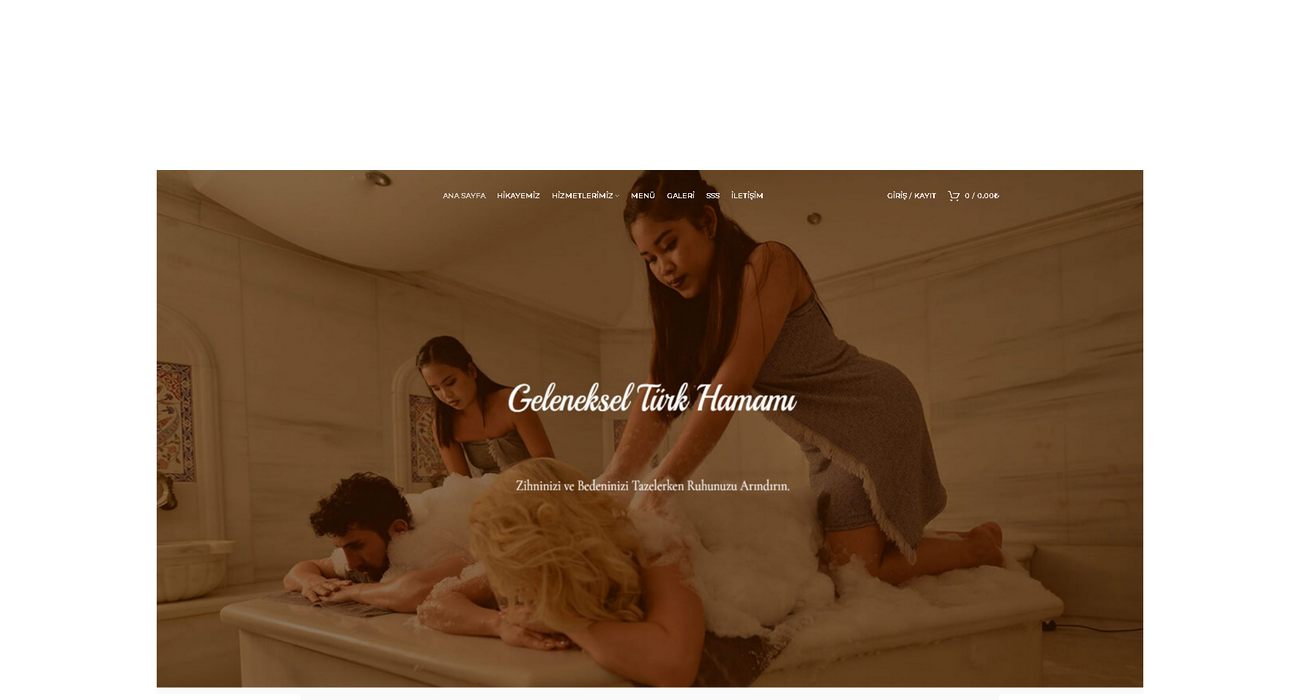 ANA SAYFA HİKAYEMİZ HİZMETLERİMİZ MENÜ GALERİ SSS İLETİŞİM GİRİŞ / KAYIT 0 / 0.00₺
Geleneksel Türk Hamamı
Zihninizi ve Bedeninizi Tazelerken Ruhunuzu Arındırın.